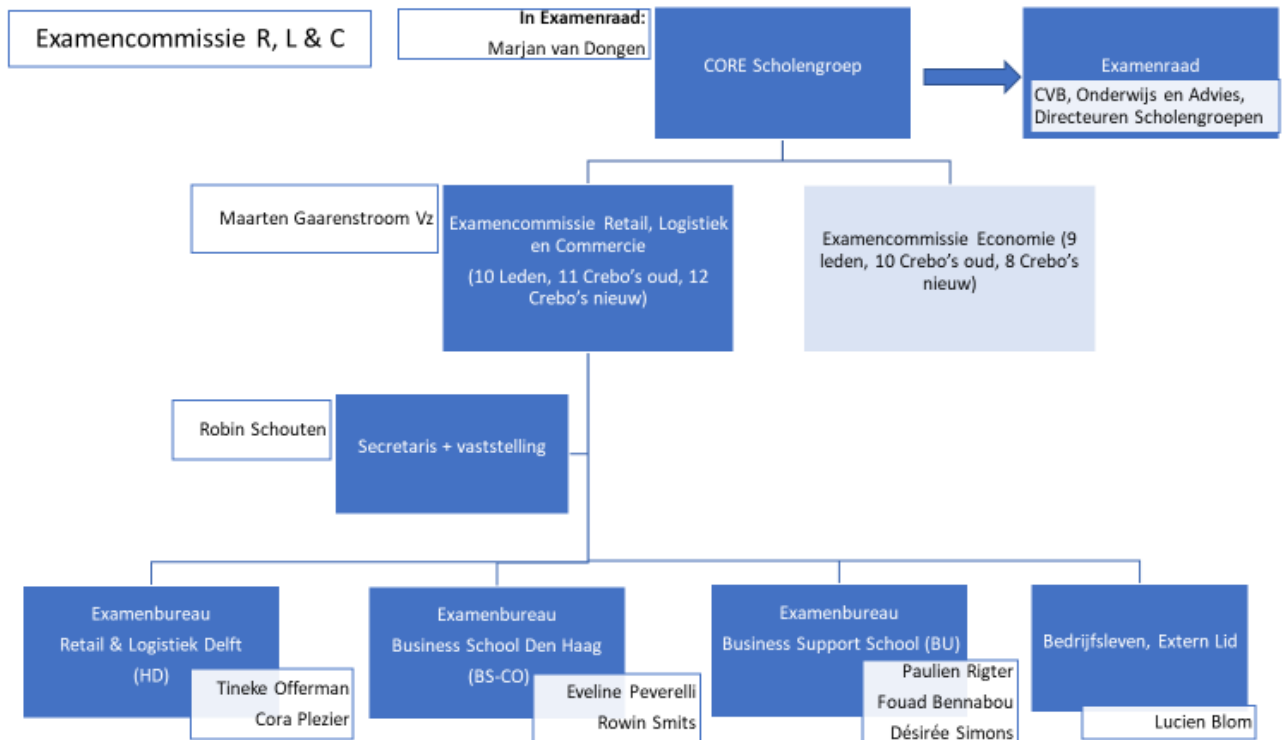 Examencommissie R, L & C
In Examenraad:
Marjan van Dongen
CORE Scholengroep
Examenraad
CVB, Onderwijs en Advies,
Directeuren Scholengroepen
Maarten Gaarenstroom Vz
Examencommissie Retail, Logistiek
en Commercie
(10 Leden, 11 Crebo's oud, 12
Crebo's nieuw)
Examencommissie Economie (9
leden, 10 Crebo's oud, 8 Crebo's
nieuw)
Robin Schouten
Secretaris + vaststelling
Examenbureau
Retail & Logistiek Delft
(HD)
Tineke Offerman
Cora Plezier
Examenbureau
Business School Den Haag
(BS-CO)
Eveline Peverelli
Rowin Smits
Examenbureau
Business Support School (BU)
Paulien Rigter
Fouad Bennabou
Désirée Simons
Bedrijfsleven, Extern Lid
Lucien Blom